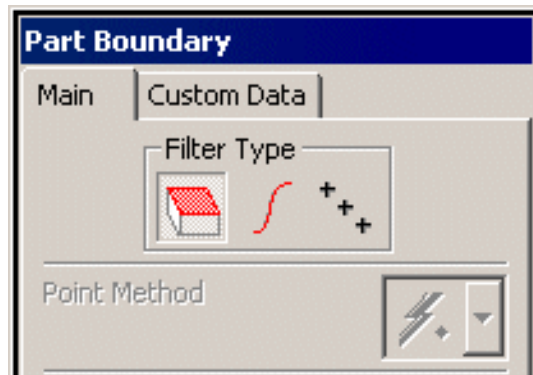 Part Boundary
Main Custom Data
Filter Type
Point Method